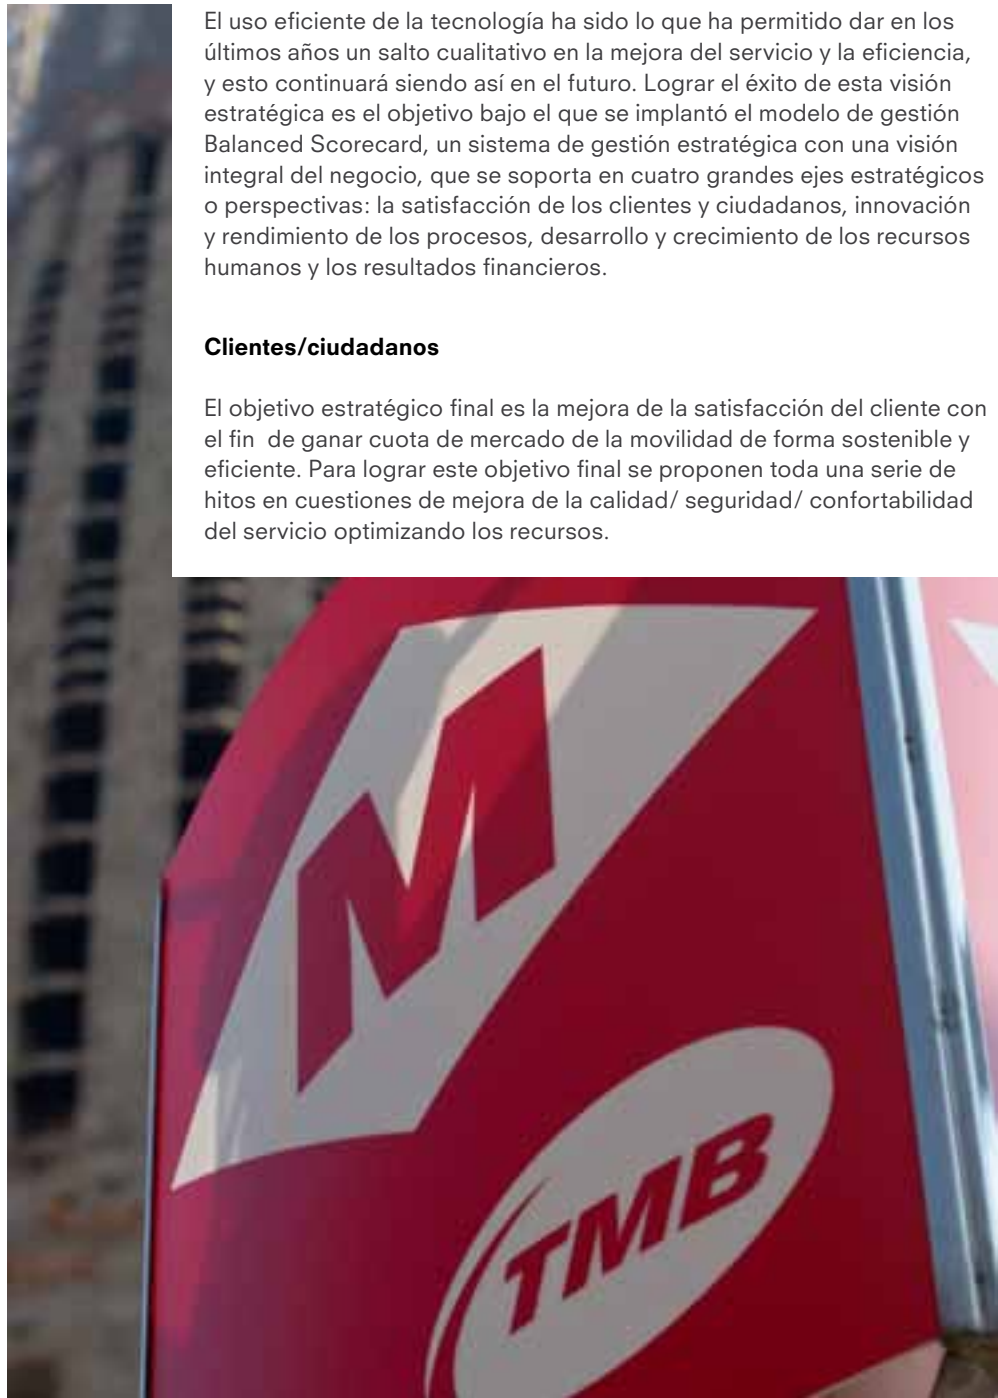 El uso eficiente de la tecnología ha sido lo que ha permitido dar en los
últimos años un salto cualitativo en la mejora del servicio y la eficiencia,
y esto continuará siendo así en el futuro. Lograr el éxito de esta visión
estratégica es el objetivo bajo el que se implantó el modelo de gestión
Balanced Scorecard, un sistema de gestión estratégica con una visión
integral del negocio, que se soporta en cuatro grandes ejes estratégicos
o perspectivas: la satisfacción de los clientes y ciudadanos, innovación
y rendimiento de los procesos, desarrollo y crecimiento de los recursos
humanos y los resultados financieros.
Clientes/ciudadanos
El objetivo estratégico final es la mejora de la satisfacción del cliente con
el fin  de ganar cuota de mercado de la movilidad de forma sostenible y
eficiente. Para lograr este objetivo final se proponen toda una serie de
hitos en cuestiones de mejora de la calidad/ seguridad/ confortabilidad
del servicio optimizando los recursos.
M
TMB